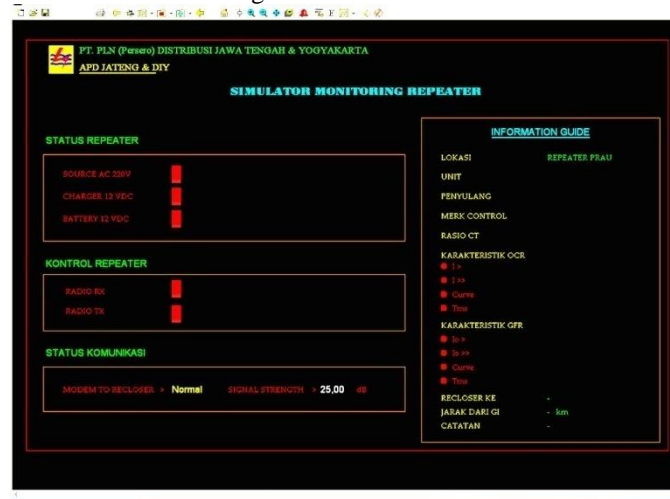 PT. PLN (Persero) DISTRIBUSI JAWA TENGAH & YOGYAKARTA
APD JATENG & DIY
SIMULATOR MONITORING REPEATER
STATUS REPEATER
SOURCE AC 220V
CHARGER 12 VDC
BATTERY 12 VDC
KONTROL REPEATER
RADIO RX
RADIO TX
STATUS KOMUNIKASI
MODEM TO RECLOSER > Normal SIGNAL STRENGTH > 25,00 dB
INFORMATION GUIDE
LOKASI REPEATER PRAU
UNIT
PENYULANG
MERK CONTROL
RASIO CT
KARAKTERISTIK OCR
I >
I >>
Curve
Tms
KARAKTERISTIK GFR
Io >
Io >>
Curve
Tms
RECLOSER KE -
JARAK DARI GI - km
CATATAN -